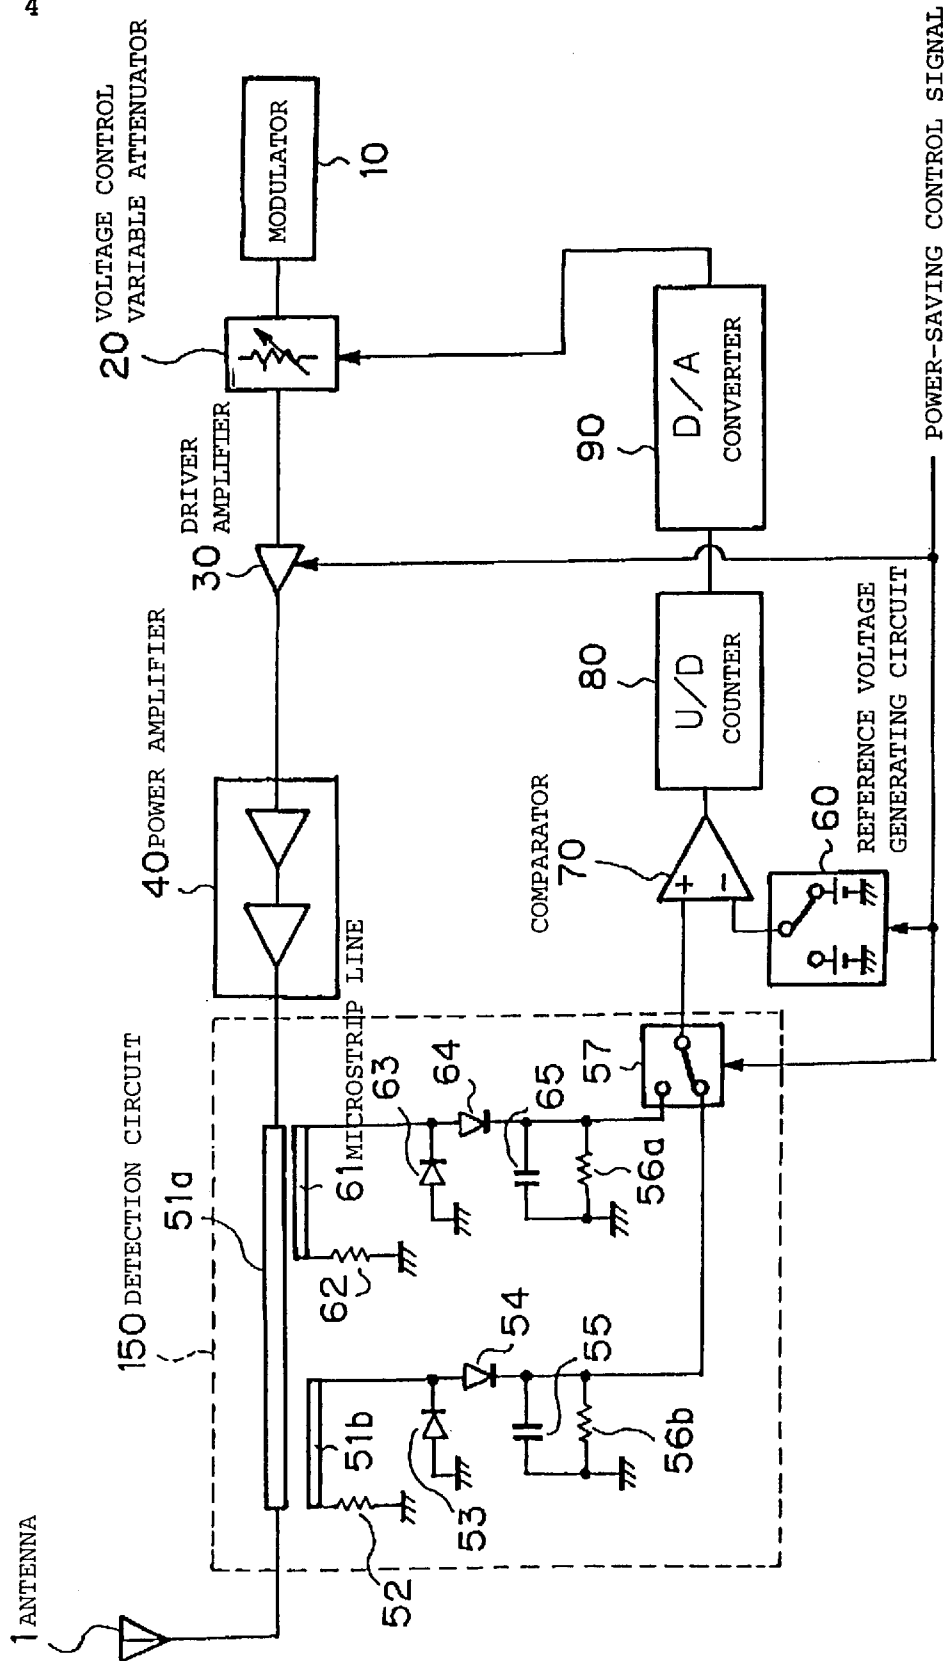 4
1 ANTENNA
150 DETECTION CIRCUIT
51a
40 POWER AMPLIFIER
30
DRIVER
AMPLIFIER
20
VOLTAGE CONTROL
VARIABLE ATTENUATOR
MODULATOR
10
51b
52
53
54
55
56b
61 MICROSTRIP LINE
62
63
64
65
56a
57
COMPARATOR
70
+
−
60
REFERENCE VOLTAGE
GENERATING CIRCUIT
80
U/D
COUNTER
90
D/A
CONVERTER
POWER-SAVING CONTROL SIGNAL